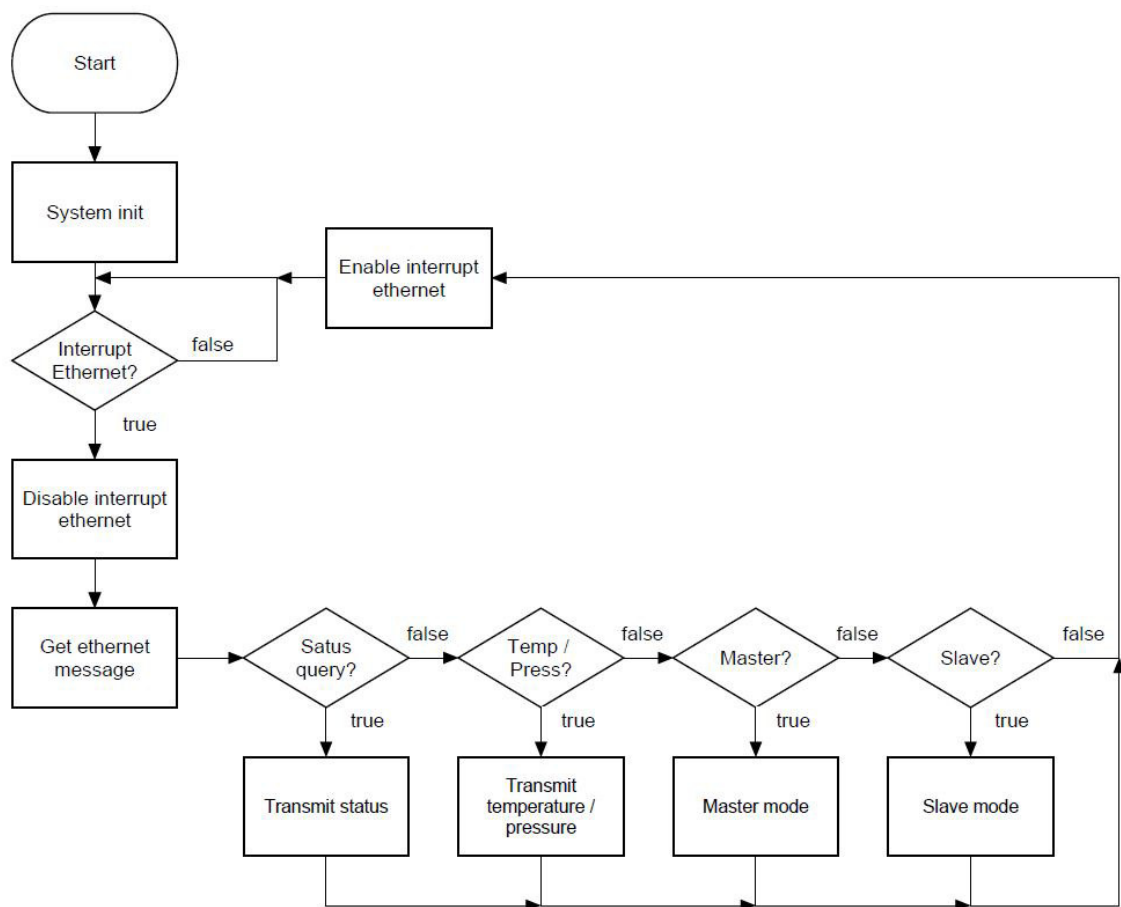 Start
System init
Enable interrupt
ethernet
Interrupt
Ethernet?
false
true
Disable interrupt
ethernet
Get ethernet
message
Satus
query?
false
Temp /
Press?
false
Master?
false
Slave?
false
true
true
true
true
Transmit status
Transmit
temperature /
pressure
Master mode
Slave mode